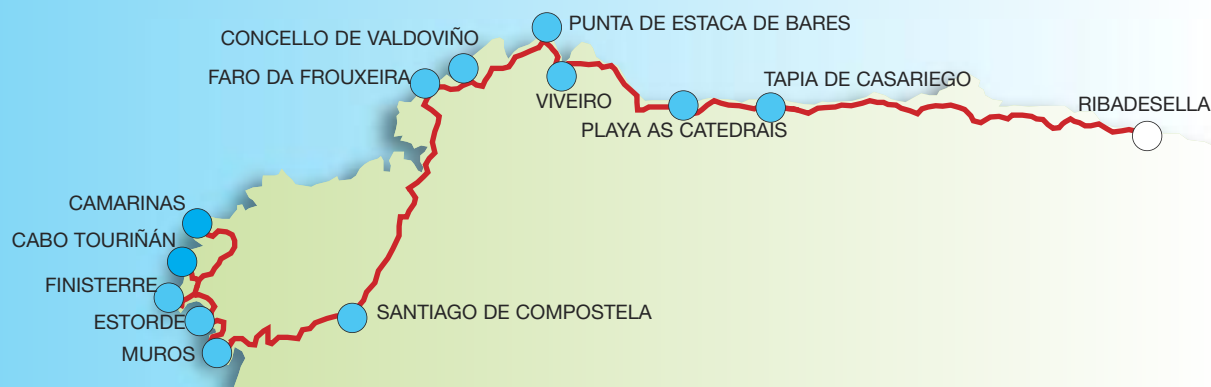 PUNTA DE ESTACA DE BARES
CONCELLO DE VALDOVIÑO
FARO DA FROUXEIRA
TAPIA DE CASARIEGO
VIVEIRO
RIBADESELLA
PLAYA AS CATEDRAIS
CAMARINAS
CABO TOURIÑÁN
FINISTERRE
SANTIAGO DE COMPOSTELA
ESTORDE
MUROS